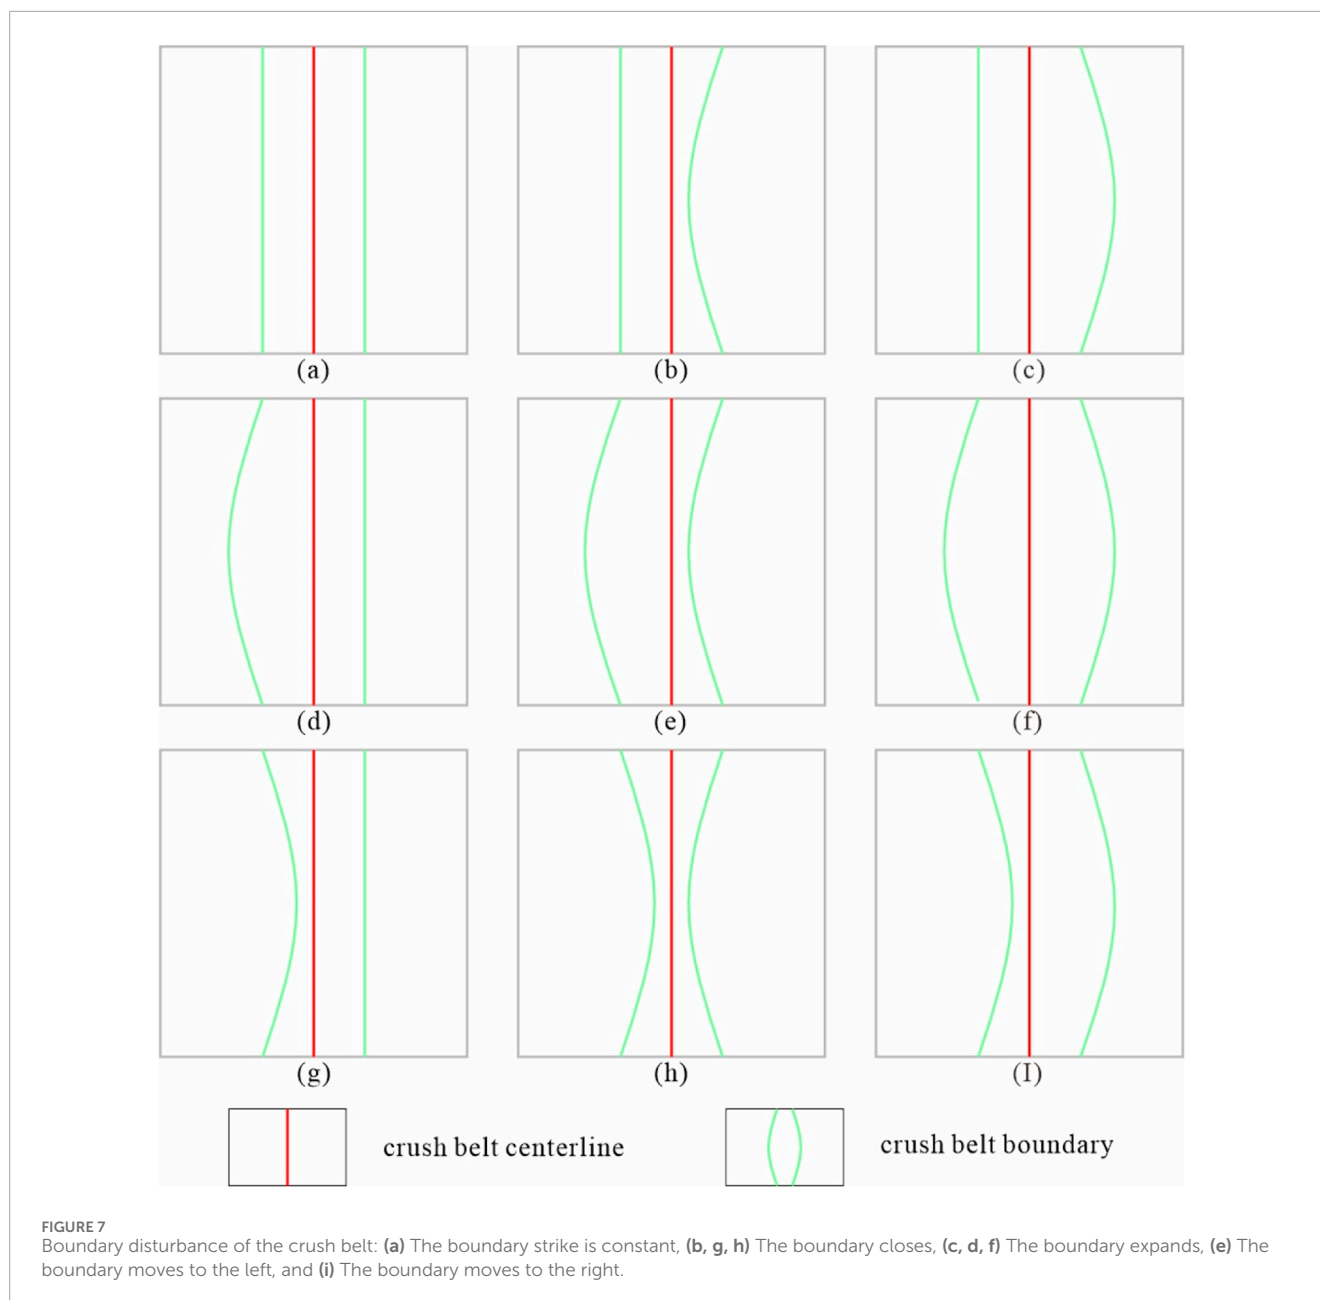 (a) (b) (c)
(d) (e) (f)
(g) (h) (I)
crush belt centerline crush belt boundary
FIGURE 7
Boundary disturbance of the crush belt: (a) The boundary strike is constant, (b, g, h) The boundary closes, (c, d, f) The boundary expands, (e) The
boundary moves to the left, and (i) The boundary moves to the right.